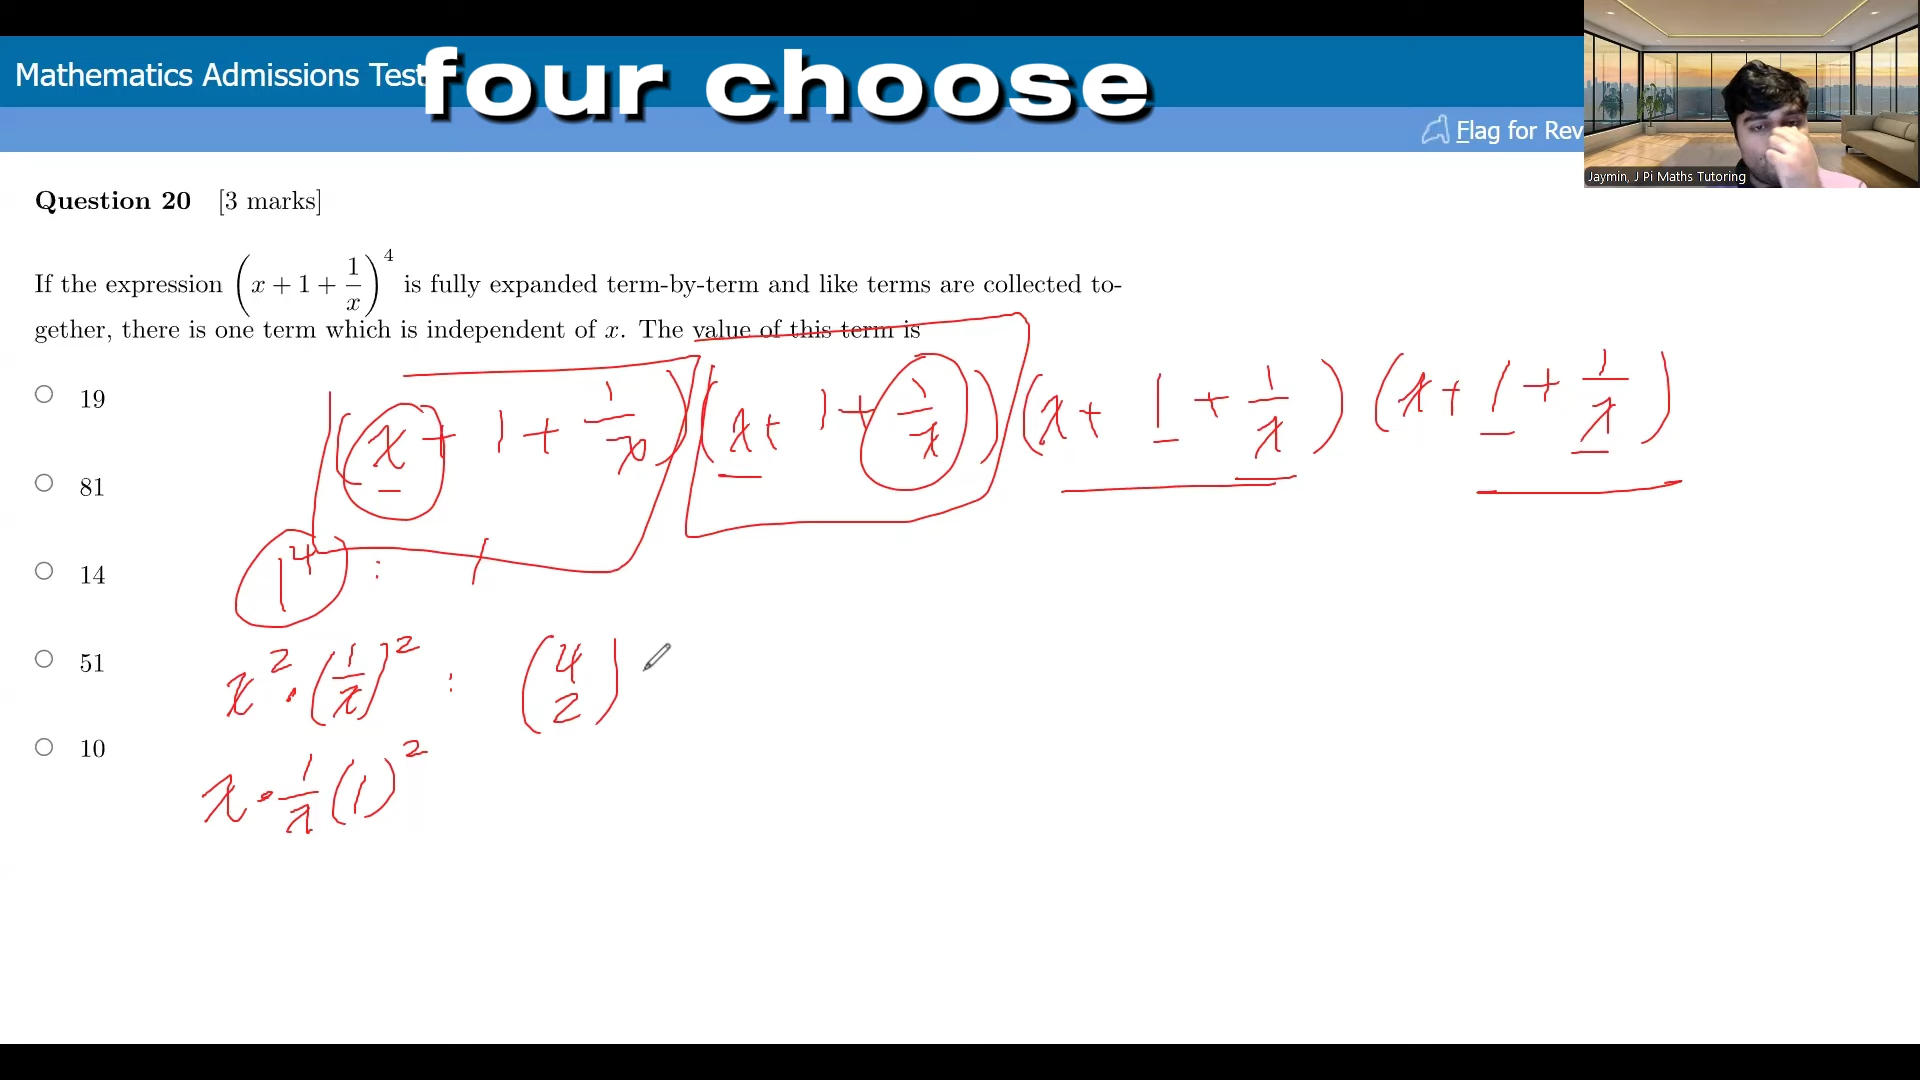 Mathematics Admissions Test
four choose
Flag for Rev
Jaymin, J Pi Maths Tutoring
Question 20 [3 marks]
If the expression (x + 1 + 1/x)^4 is fully expanded term-by-term and like terms are collected to-
gether, there is one term which is independent of x. The value of this term is
(x + 1 + 1/x)(x + 1 + 1/x)(x + 1 + 1/x)(x + 1 + 1/x)
19
81
14
1^4 : 1
51
x^2 · (1/x)^2 : (4 2)
10
x · 1/x (1)^2